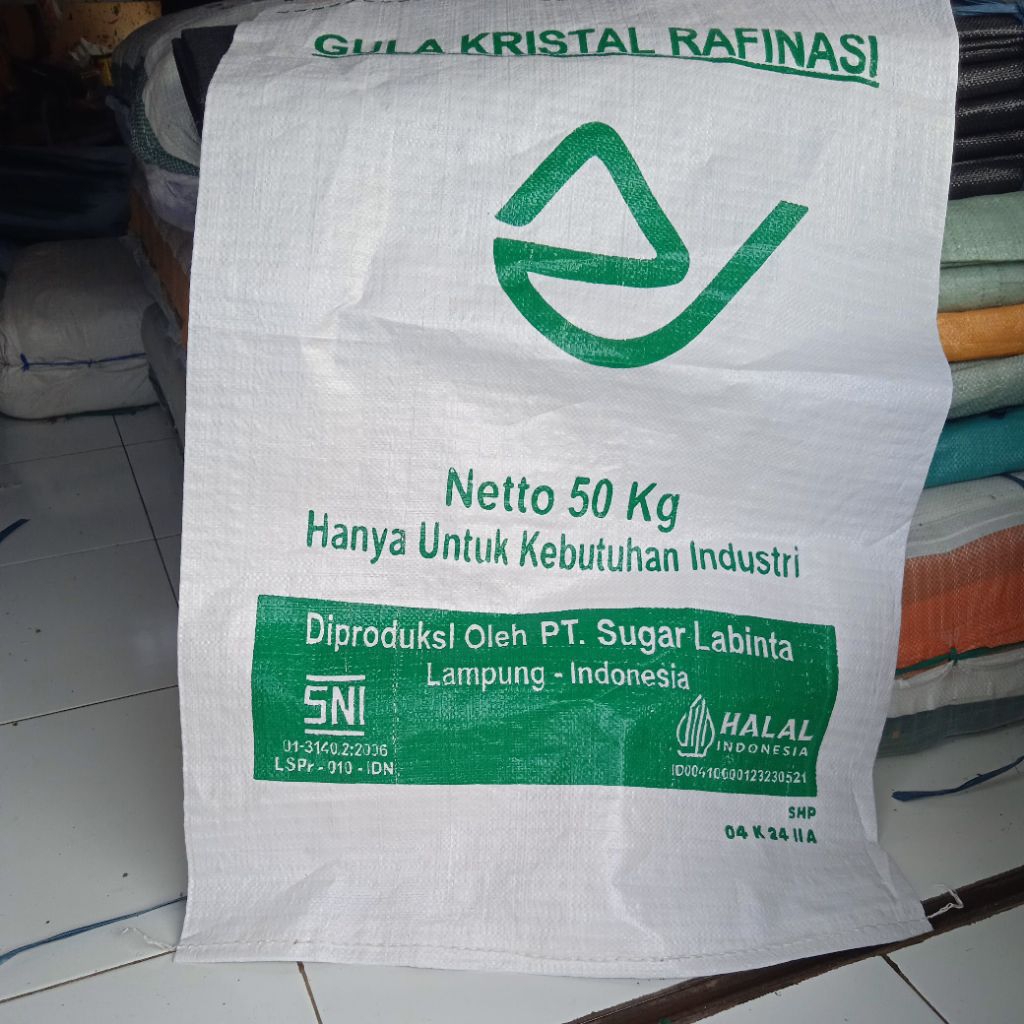 GULA KRISTAL RAFINASI
Netto 50 Kg
Hanya Untuk Kebutuhan Industri
DiproduksI Oleh PT. Sugar Labinta
Lampung - Indonesia
SNI
01-3140.2:2006
LSPr - 010 - IDN
HALAL
INDONESIA
ID00410000123230521
SHP
04 K 24 II A